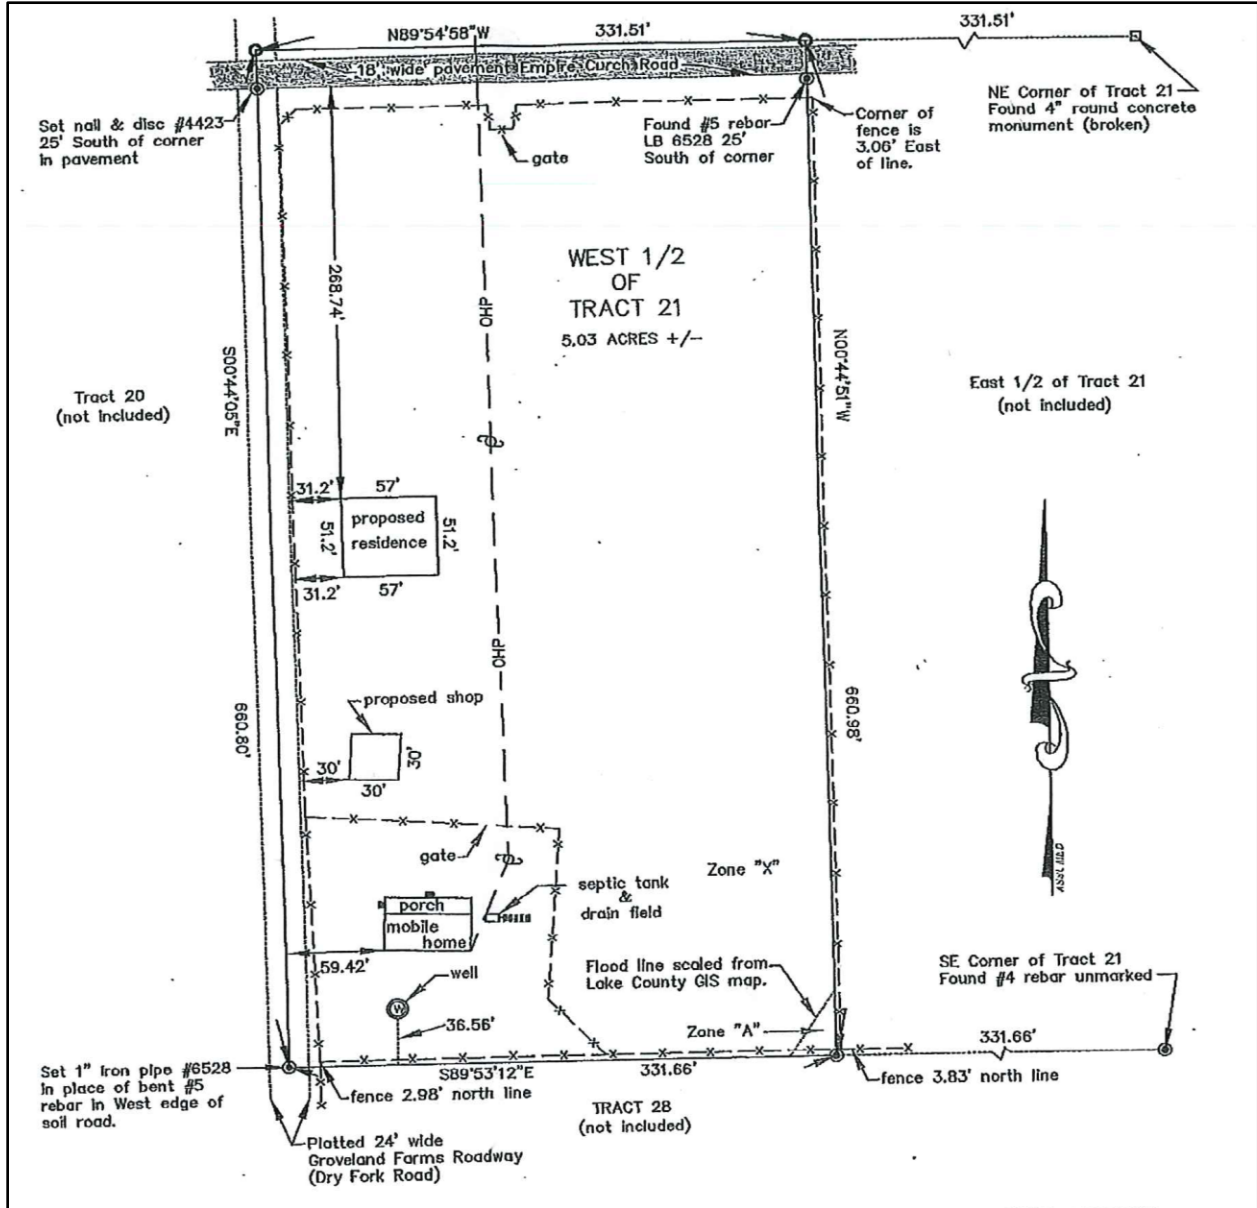 N89°54'58"W 331.51' 331.51'
18' wide pavement Empire Curch Road
NE Corner of Tract 21
Found 4" round concrete
monument (broken)
Set nail & disc #4423
25' South of corner
in pavement
gate
Found #5 rebar
LB 6528 25'
South of corner
Corner of
fence is
3.06' East
of line.
WEST 1/2
OF
TRACT 21
5.03 ACRES +/-
268.74'
OHP
S00°44'05"E
N00°44'51"W
Tract 20
(not included)
East 1/2 of Tract 21
(not included)
31.2' 57'
51.2'
proposed
residence
51.2'
31.2' 57'
OHP
660.80'
660.98'
proposed shop
30'
30'
30'
gate
Zone "X"
septic tank
&
drain field
porch
mobile
home
59.42'
well
W
36.56'
Flood line scaled from
Lake County GIS map.
Zone "A"
SE Corner of Tract 21
Found #4 rebar unmarked
331.66'
Set 1" iron pipe #6528
in place of bent #5
rebar in West edge of
soil road.
S89°53'12"E 331.66'
fence 2.98' north line
fence 3.83' north line
TRACT 28
(not included)
Platted 24' wide
Groveland Farms Roadway
(Dry Fork Road)
ASSUMED